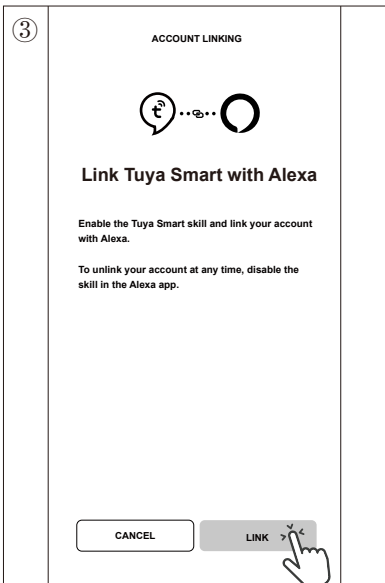 ③
ACCOUNT LINKING
Link Tuya Smart with Alexa
Enable the Tuya Smart skill and link your account
with Alexa.
To unlink your account at any time, disable the
skill in the Alexa app.
CANCEL
LINK